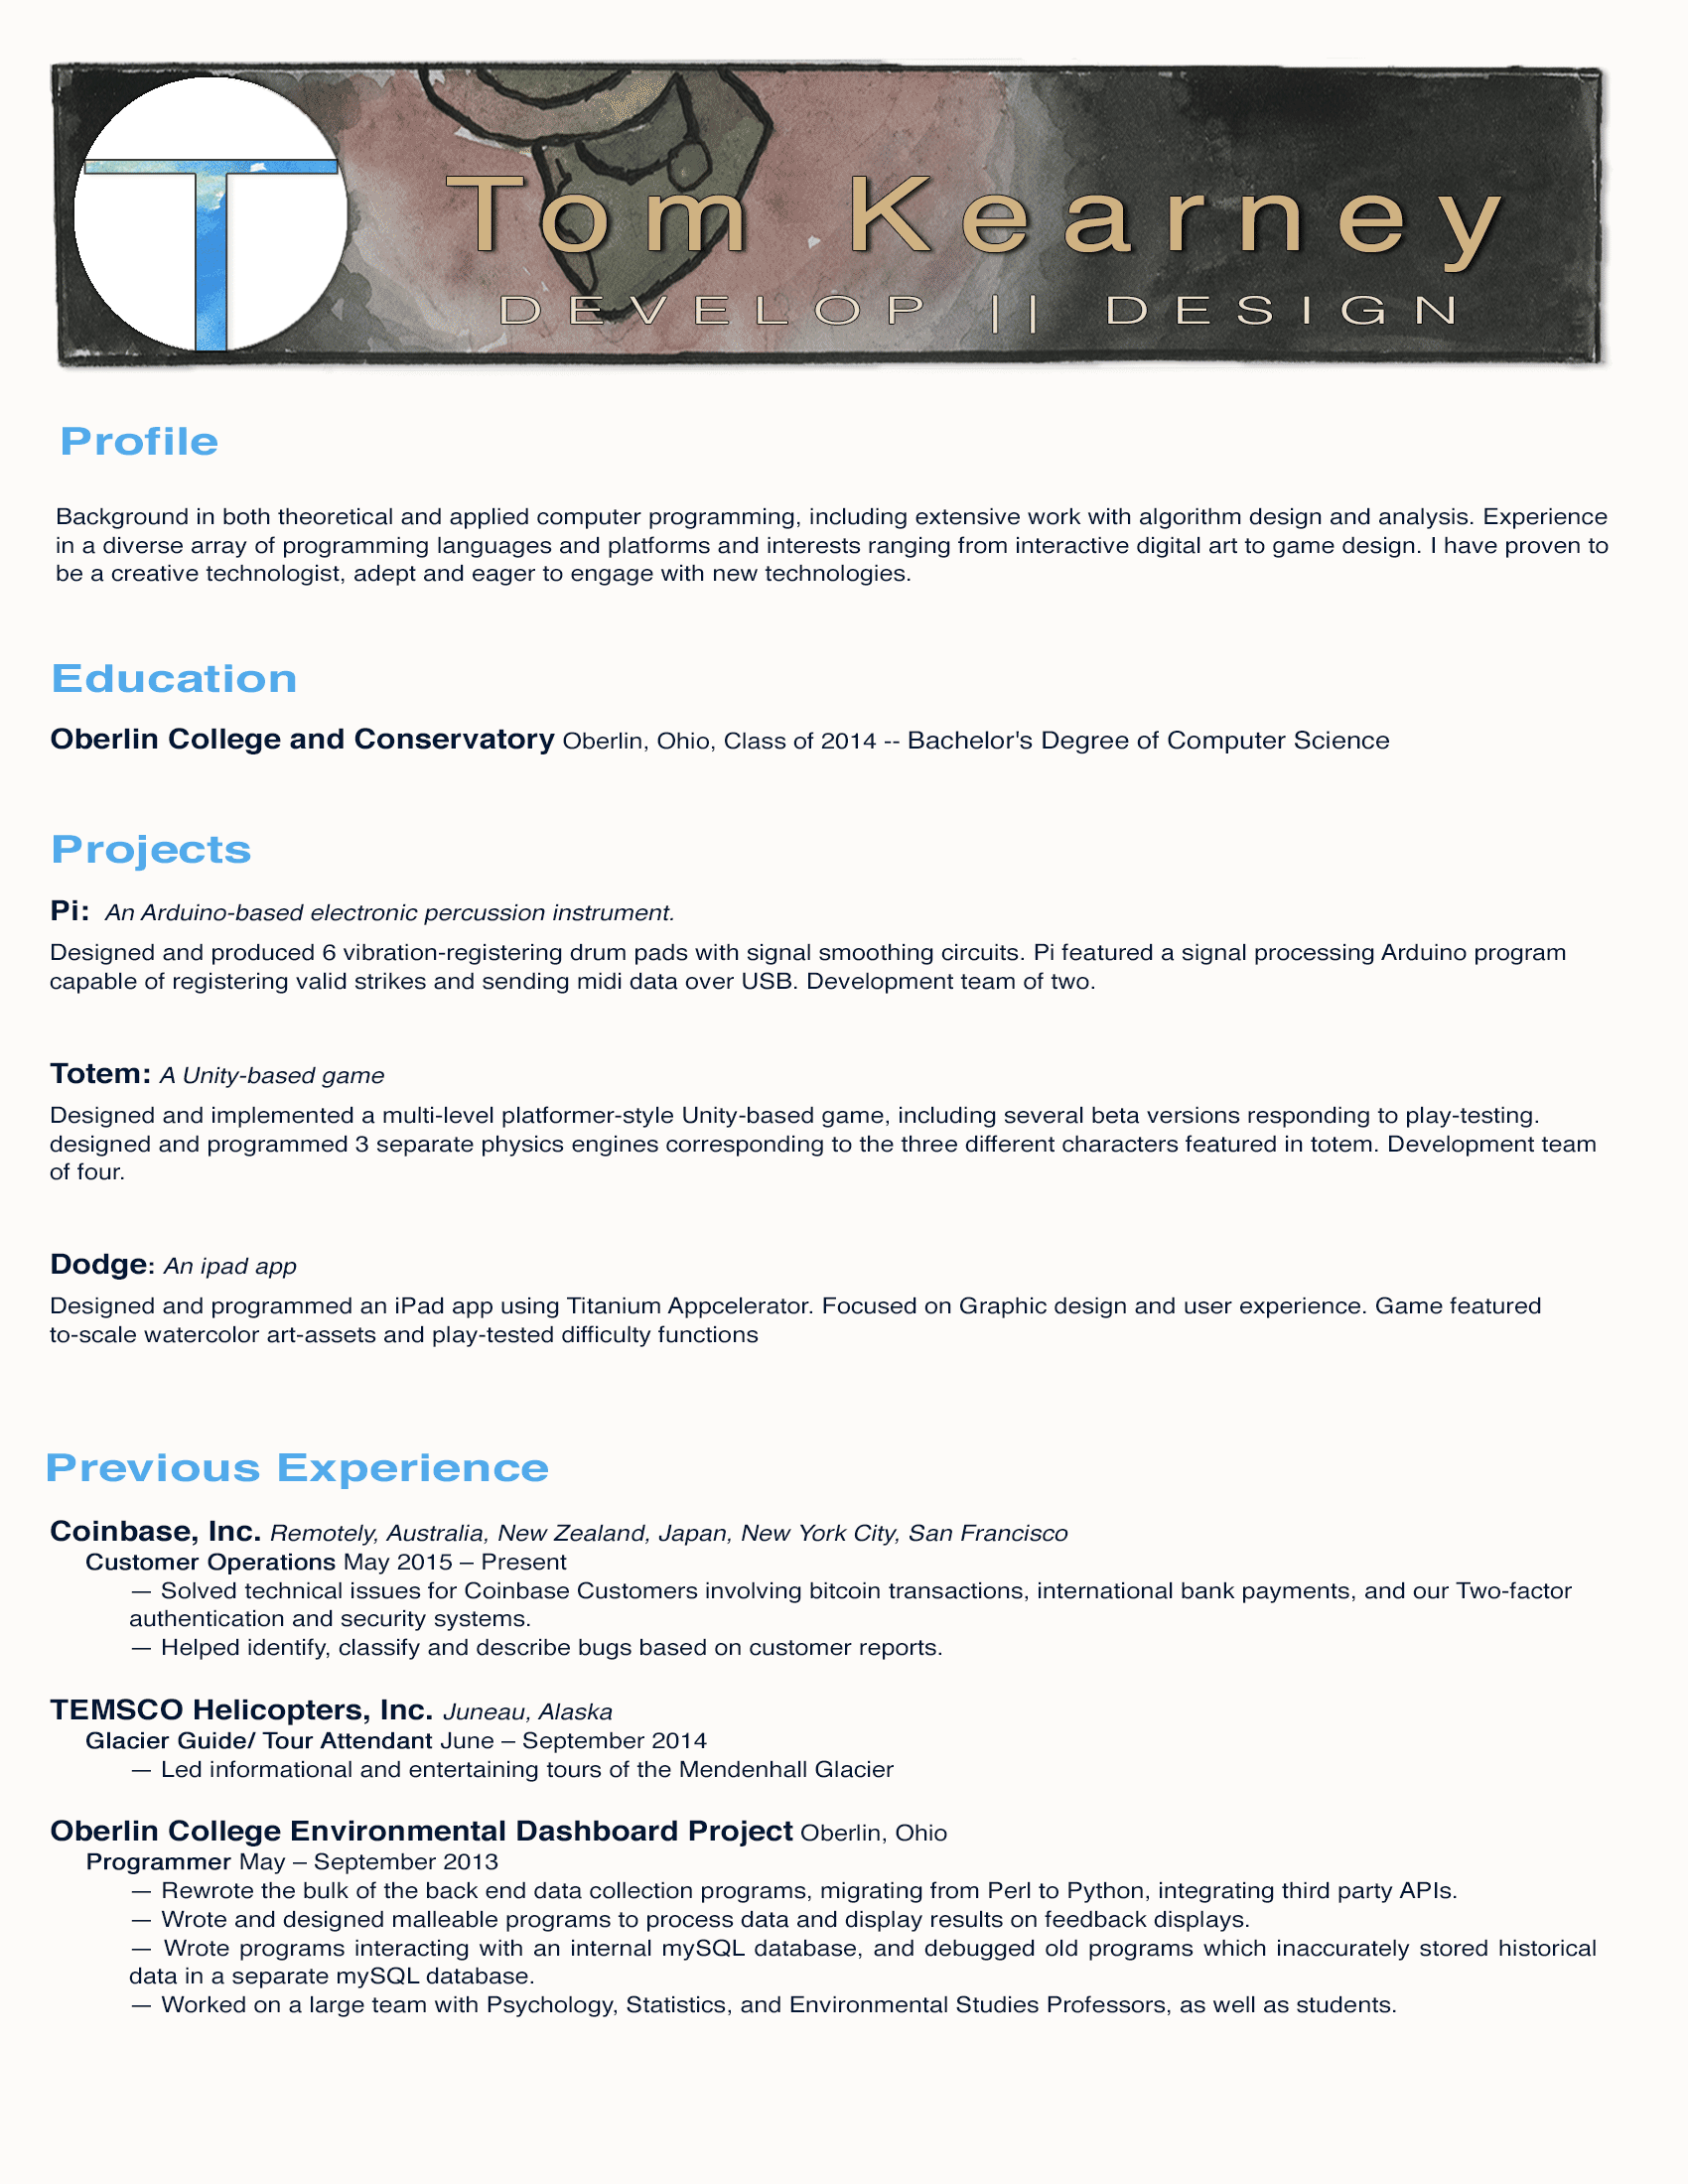 T
Tom Kearney
DEVELOP || DESIGN
Profile
Background in both theoretical and applied computer programming, including extensive work with algorithm design and analysis. Experience
in a diverse array of programming languages and platforms and interests ranging from interactive digital art to game design. I have proven to
be a creative technologist, adept and eager to engage with new technologies.
Education
Oberlin College and Conservatory Oberlin, Ohio, Class of 2014 -- Bachelor's Degree of Computer Science
Projects
Pi: An Arduino-based electronic percussion instrument.
Designed and produced 6 vibration-registering drum pads with signal smoothing circuits. Pi featured a signal processing Arduino program
capable of registering valid strikes and sending midi data over USB. Development team of two.
Totem: A Unity-based game
Designed and implemented a multi-level platformer-style Unity-based game, including several beta versions responding to play-testing.
designed and programmed 3 separate physics engines corresponding to the three different characters featured in totem. Development team
of four.
Dodge: An ipad app
Designed and programmed an iPad app using Titanium Appcelerator. Focused on Graphic design and user experience. Game featured
to-scale watercolor art-assets and play-tested difficulty functions
Previous Experience
Coinbase, Inc. Remotely, Australia, New Zealand, Japan, New York City, San Francisco
Customer Operations May 2015 – Present
— Solved technical issues for Coinbase Customers involving bitcoin transactions, international bank payments, and our Two-factor
authentication and security systems.
— Helped identify, classify and describe bugs based on customer reports.
TEMSCO Helicopters, Inc. Juneau, Alaska
Glacier Guide/ Tour Attendant June – September 2014
— Led informational and entertaining tours of the Mendenhall Glacier
Oberlin College Environmental Dashboard Project Oberlin, Ohio
Programmer May – September 2013
— Rewrote the bulk of the back end data collection programs, migrating from Perl to Python, integrating third party APIs.
— Wrote and designed malleable programs to process data and display results on feedback displays.
— Wrote programs interacting with an internal mySQL database, and debugged old programs which inaccurately stored historical
data in a separate mySQL database.
— Worked on a large team with Psychology, Statistics, and Environmental Studies Professors, as well as students.